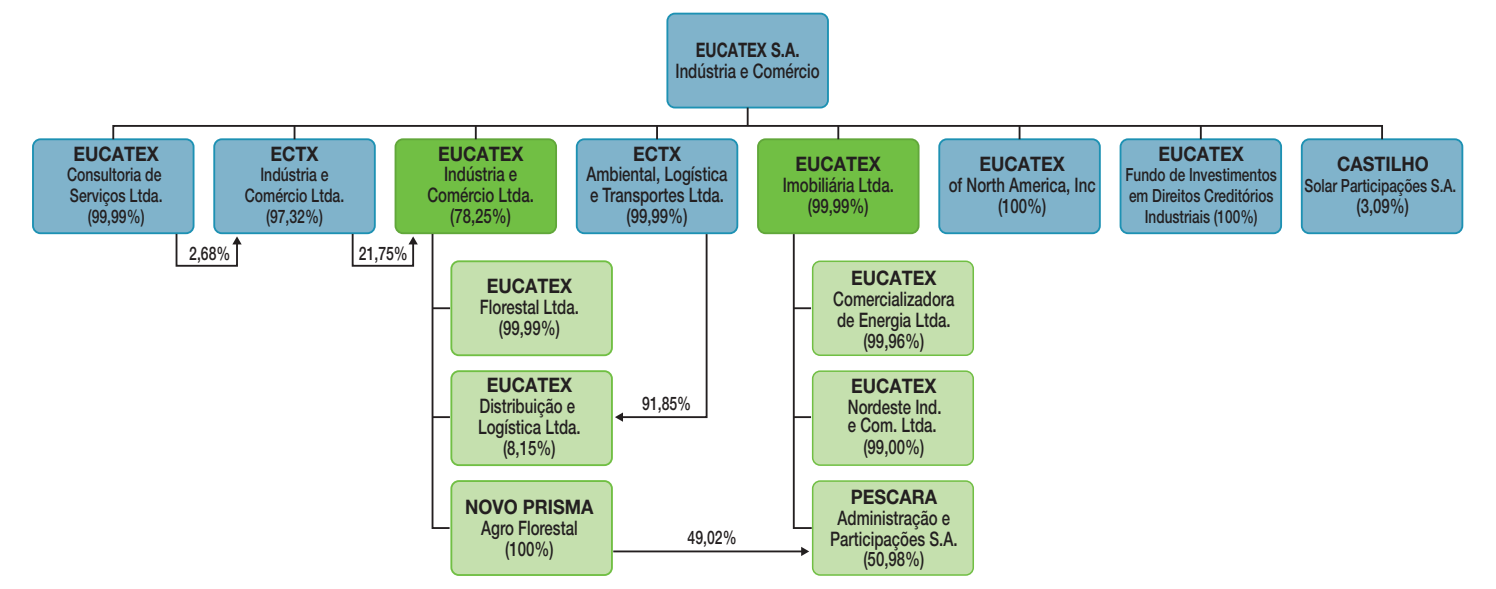 EUCATEX S.A.
Indústria e Comércio
EUCATEX
Consultoria de
Serviços Ltda.
(99,99%)
ECTX
Indústria e
Comércio Ltda.
(97,32%)
EUCATEX
Indústria e
Comércio Ltda.
(78,25%)
ECTX
Ambiental, Logística
e Transportes Ltda.
(99,99%)
EUCATEX
Imobiliária Ltda.
(99,99%)
EUCATEX
of North America, Inc
(100%)
EUCATEX
Fundo de Investimentos
em Direitos Creditórios
Industriais (100%)
CASTILHO
Solar Participações S.A.
(3,09%)
2,68%
21,75%
EUCATEX
Florestal Ltda.
(99,99%)
EUCATEX
Comercializadora
de Energia Ltda.
(99,96%)
EUCATEX
Distribuição e
Logística Ltda.
(8,15%)
91,85%
EUCATEX
Nordeste Ind.
e Com. Ltda.
(99,00%)
NOVO PRISMA
Agro Florestal
(100%)
49,02%
PESCARA
Administração e
Participações S.A.
(50,98%)